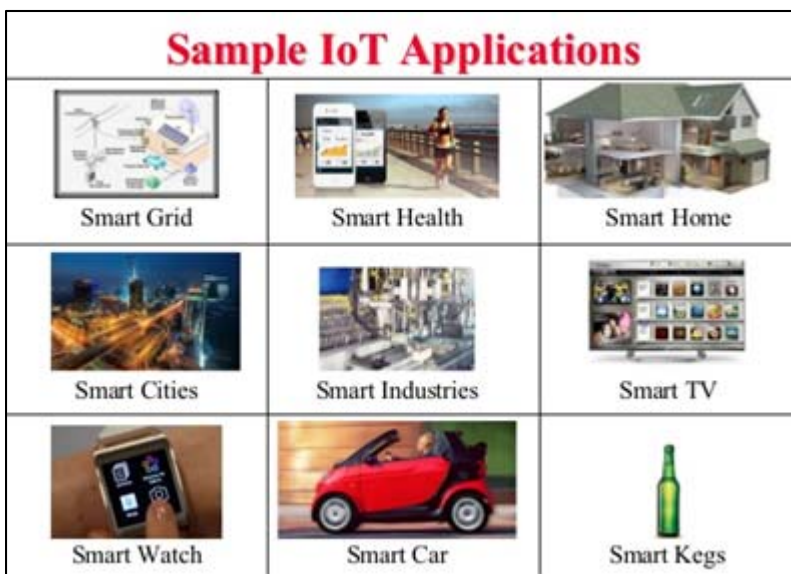 Sample IoT Applications
Smart Grid
Smart Health
Smart Home
Smart Cities
Smart Industries
Smart TV
Smart Watch
Smart Car
Smart Kegs